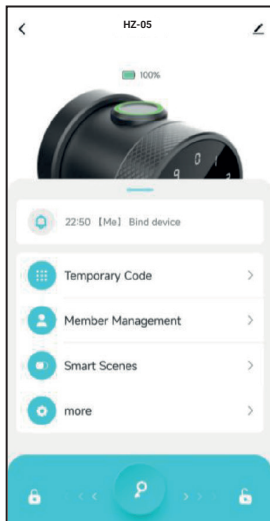 HZ-05
100%
22:50 【Me】 Bind device
Temporary Code
Member Management
Smart Scenes
more